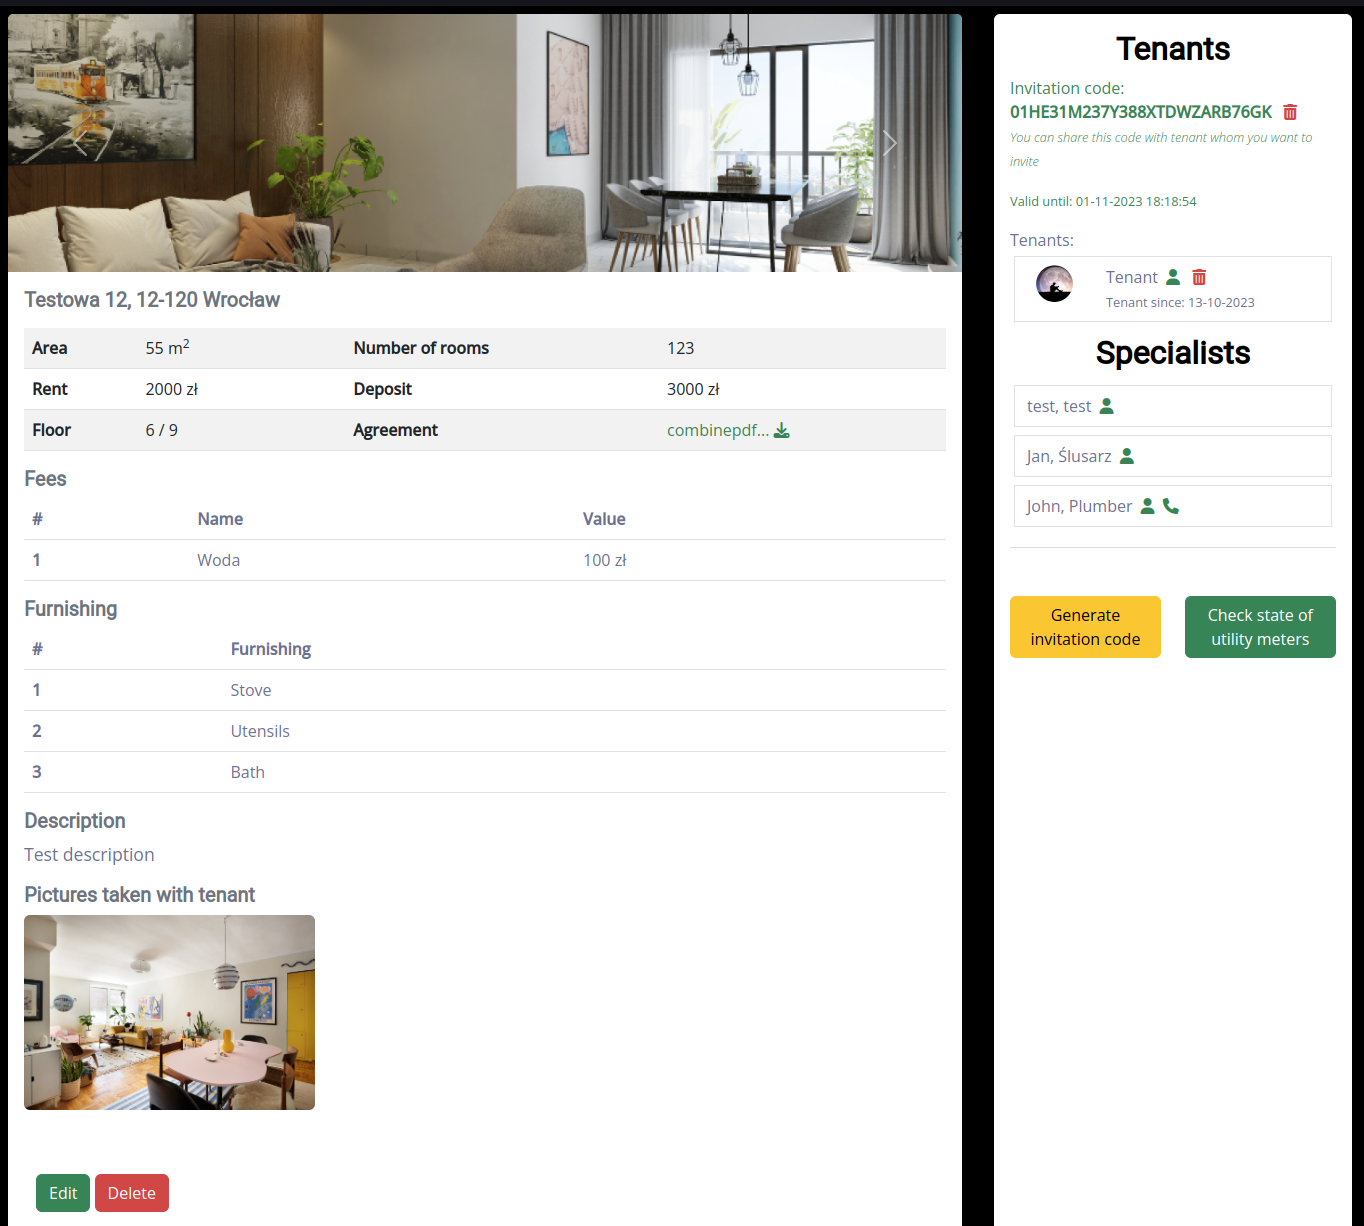 Testowa 12, 12-120 Wrocław
Area 55 m² Number of rooms 123
Rent 2000 zł Deposit 3000 zł
Floor 6 / 9 Agreement combinepdf...
Fees
# Name Value
1 Woda 100 zł
Furnishing
# Furnishing
1 Stove
2 Utensils
3 Bath
Description
Test description
Pictures taken with tenant
Edit Delete
Tenants
Invitation code:
01HE31M237Y388XTDWZARB76GK
You can share this code with tenant whom you want to
invite
Valid until: 01-11-2023 18:18:54
Tenants:
Tenant
Tenant since: 13-10-2023
Specialists
test, test
Jan, Ślusarz
John, Plumber
Generate
invitation code
Check state of
utility meters